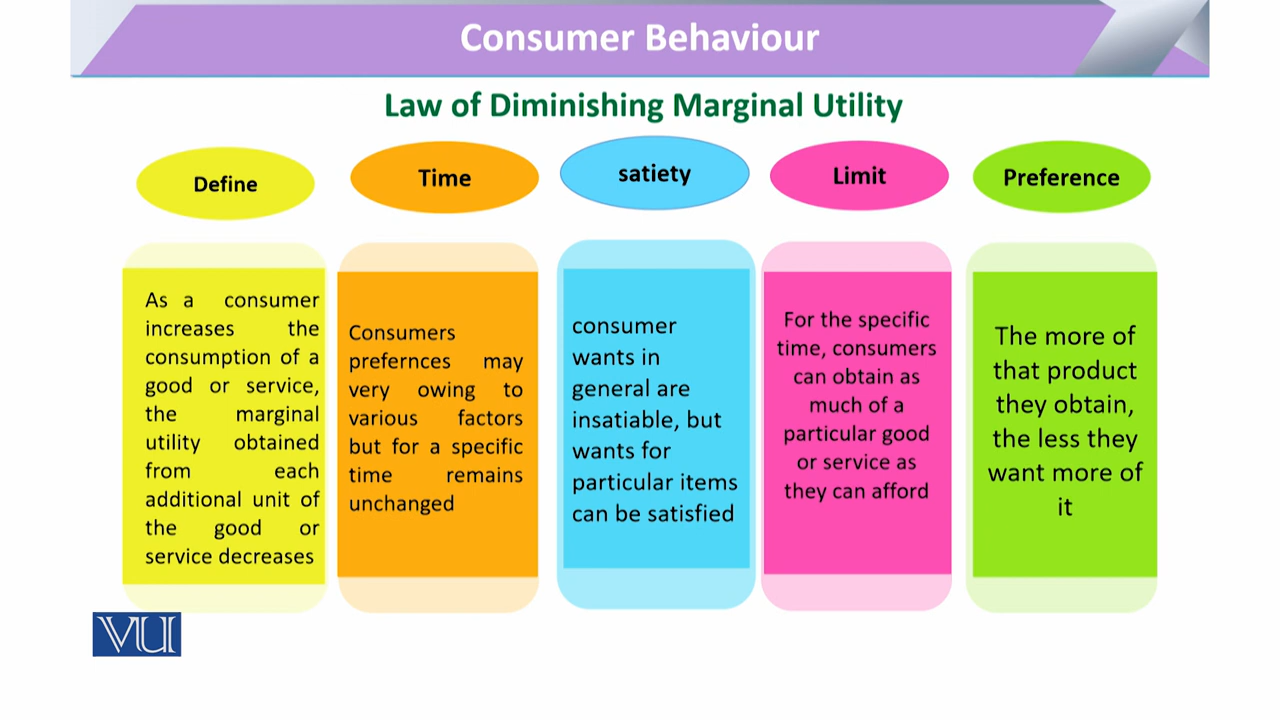 Consumer Behaviour
Law of Diminishing Marginal Utility
Define
As a consumer
increases the
consumption of a
good or service,
the marginal
utility obtained
from each
additional unit of
the good or
service decreases
Time
Consumers
prefernces may
very owing to
various factors
but for a specific
time remains
unchanged
satiety
consumer
wants in
general are
insatiable, but
wants for
particular items
can be satisfied
Limit
For the specific
time, consumers
can obtain as
much of a
particular good
or service as
they can afford
Preference
The more of
that product
they obtain,
the less they
want more of
it
VU